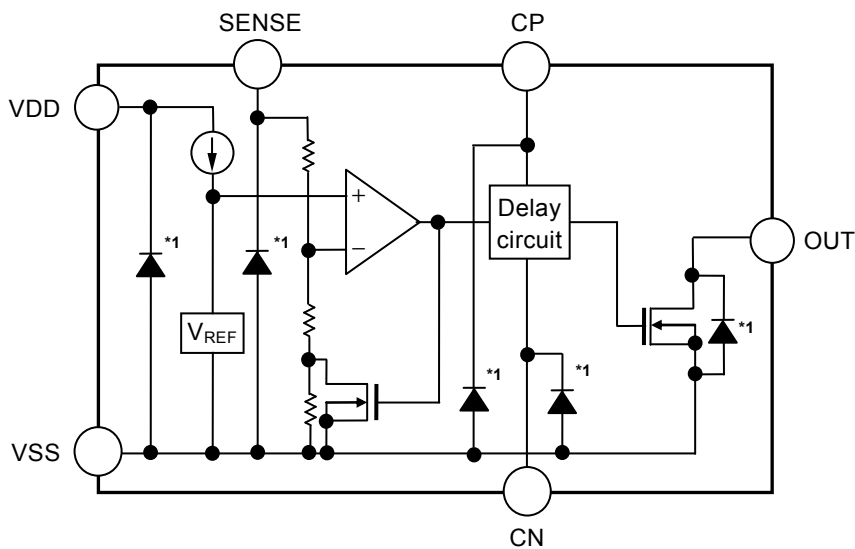 SENSE
CP
VDD
*1
*1
+
−
Delay
circuit
OUT
VREF
*1
*1
*1
VSS
CN